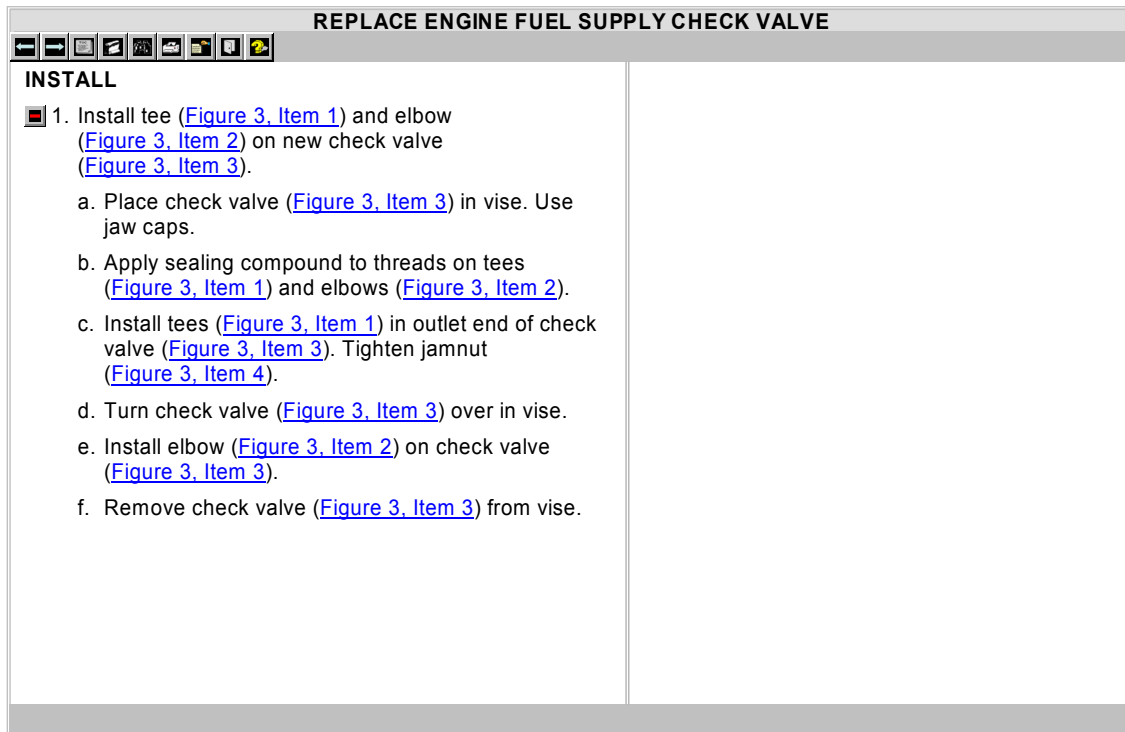 REPLACE ENGINE FUEL SUPPLY CHECK VALVE
INSTALL
1. Install tee (Figure 3, Item 1) and elbow
(Figure 3, Item 2) on new check valve
(Figure 3, Item 3).
a. Place check valve (Figure 3, Item 3) in vise. Use
jaw caps.
b. Apply sealing compound to threads on tees
(Figure 3, Item 1) and elbows (Figure 3, Item 2).
c. Install tees (Figure 3, Item 1) in outlet end of check
valve (Figure 3, Item 3). Tighten jamnut
(Figure 3, Item 4).
d. Turn check valve (Figure 3, Item 3) over in vise.
e. Install elbow (Figure 3, Item 2) on check valve
(Figure 3, Item 3).
f. Remove check valve (Figure 3, Item 3) from vise.